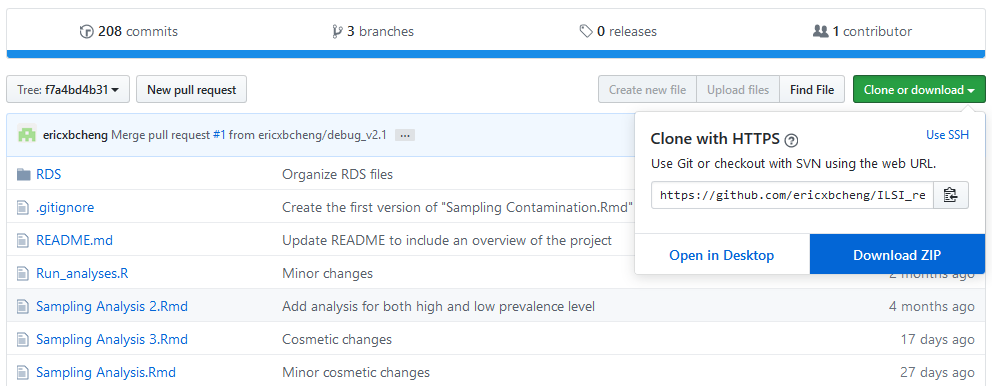 208 commits 3 branches 0 releases 1 contributor
Tree: f7a4bd4b31 New pull request Create new file Upload files Find File Clone or download
ericxbcheng Merge pull request #1 from ericxbcheng/debug_v2.1 ...
Clone with HTTPS ? Use SSH
Use Git or checkout with SVN using the web URL.
https://github.com/ericxbcheng/ILSI_re
Open in Desktop Download ZIP
RDS Organize RDS files
.gitignore Create the first version of "Sampling Contamination.Rmd"
README.md Update README to include an overview of the project
Run_analyses.R Minor changes 2 months ago
Sampling Analysis 2.Rmd Add analysis for both high and low prevalence level 4 months ago
Sampling Analysis 3.Rmd Cosmetic changes 17 days ago
Sampling Analysis.Rmd Minor cosmetic changes 27 days ago